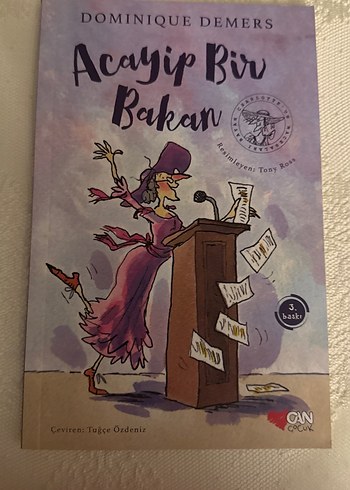 DOMINIQUE DEMERS
Acayip Bir
Bakan
Resimleyen: Tony Ross
3.
baskı
Çeviren: Tuğçe Özdeniz
CAN
ÇOCUK